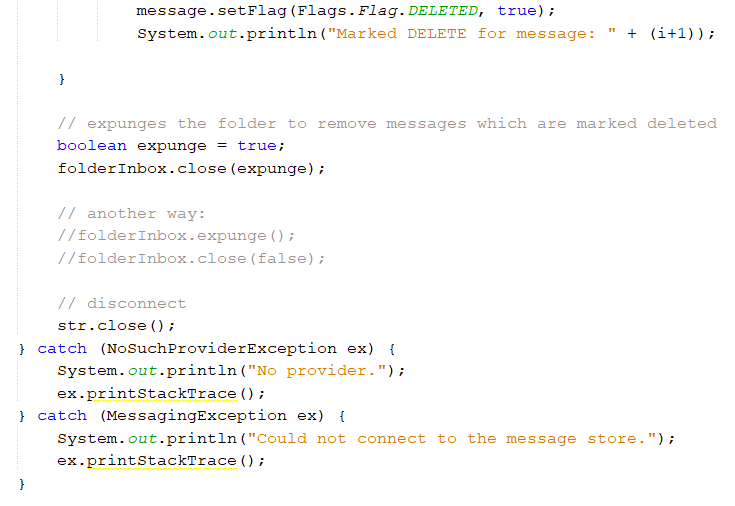 message.setFlag(Flags.Flag.DELETED, true);
System.out.println("Marked DELETE for message: " + (i+1));
}
// expunges the folder to remove messages which are marked deleted
boolean expunge = true;
folderInbox.close(expunge);
// another way:
//folderInbox.expunge();
//folderInbox.close(false);
// disconnect
str.close();
} catch (NoSuchProviderException ex) {
System.out.println("No provider.");
ex.printStackTrace();
} catch (MessagingException ex) {
System.out.println("Could not connect to the message store.");
ex.printStackTrace();
}